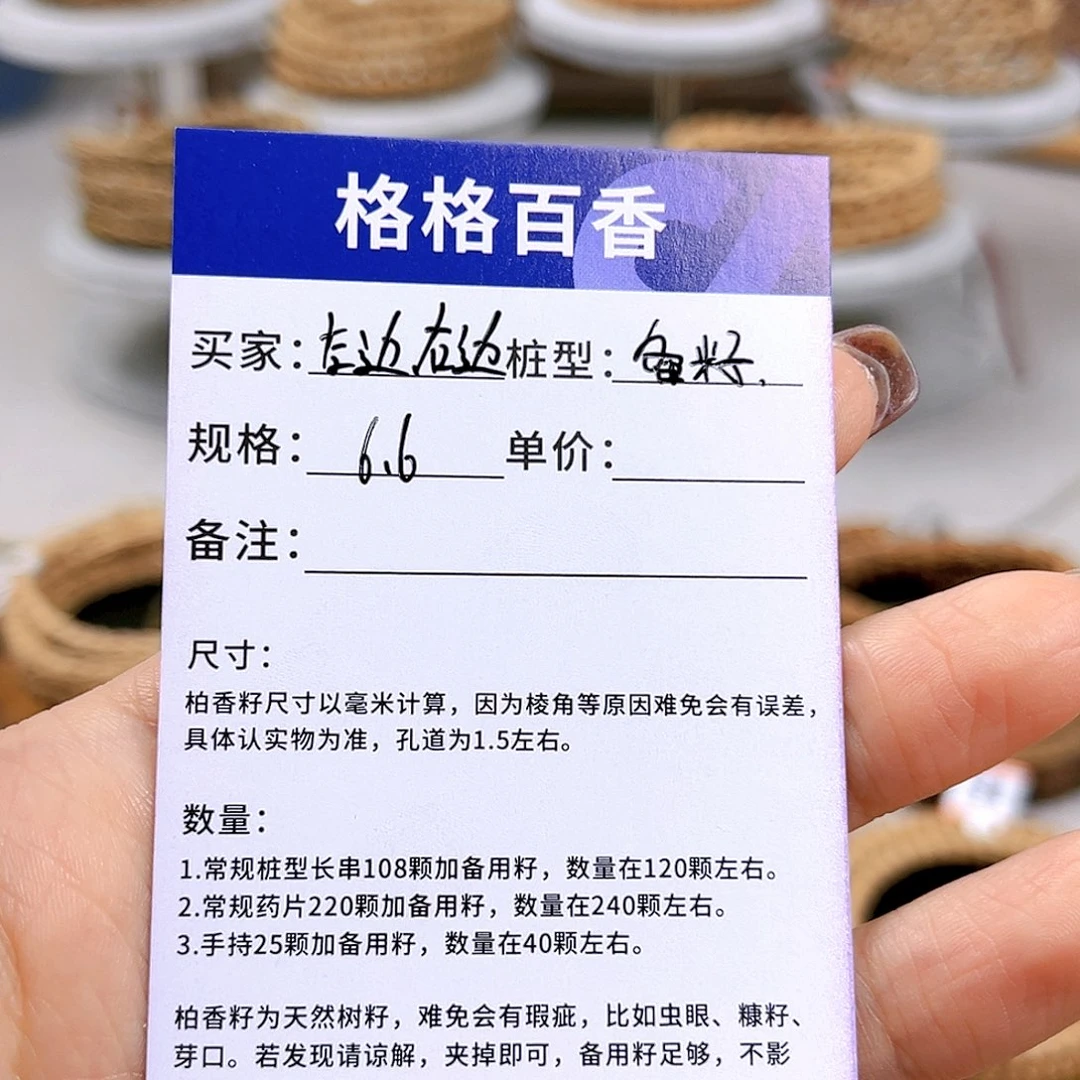 格格百香
买家：左边右边 桩型：备籽.
规格：6.6 单价：
备注：
尺寸：
柏香籽尺寸以毫米计算，因为棱角等原因难免会有误差，
具体认实物为准，孔道为1.5左右。
数量：
1.常规桩型长串108颗加备用籽，数量在120颗左右。
2.常规药片220颗加备用籽，数量在240颗左右。
3.手持25颗加备用籽，数量在40颗左右。
柏香籽为天然树籽，难免会有瑕疵，比如虫眼、糠籽、
芽口。若发现请谅解，夹掉即可，备用籽足够，不影